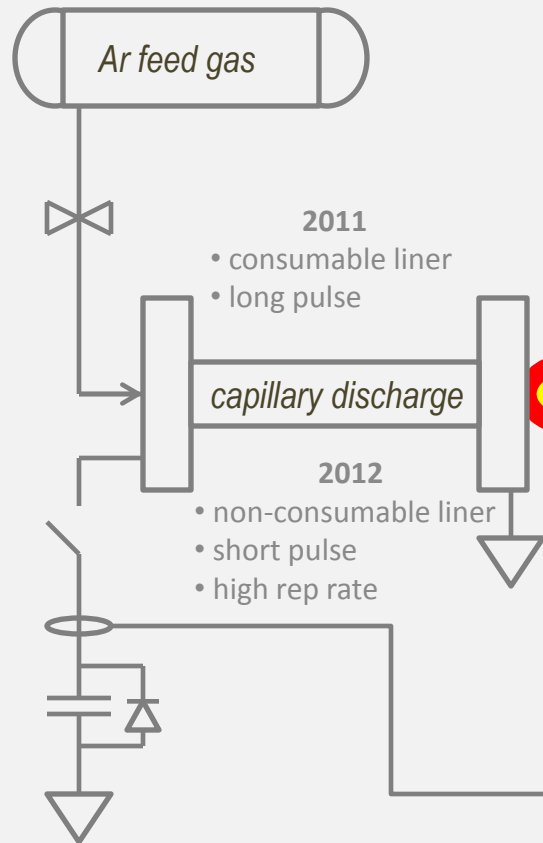 Ar feed gas
2011
• consumable liner
• long pulse
capillary discharge
2012
• non-consumable liner
• short pulse
• high rep rate